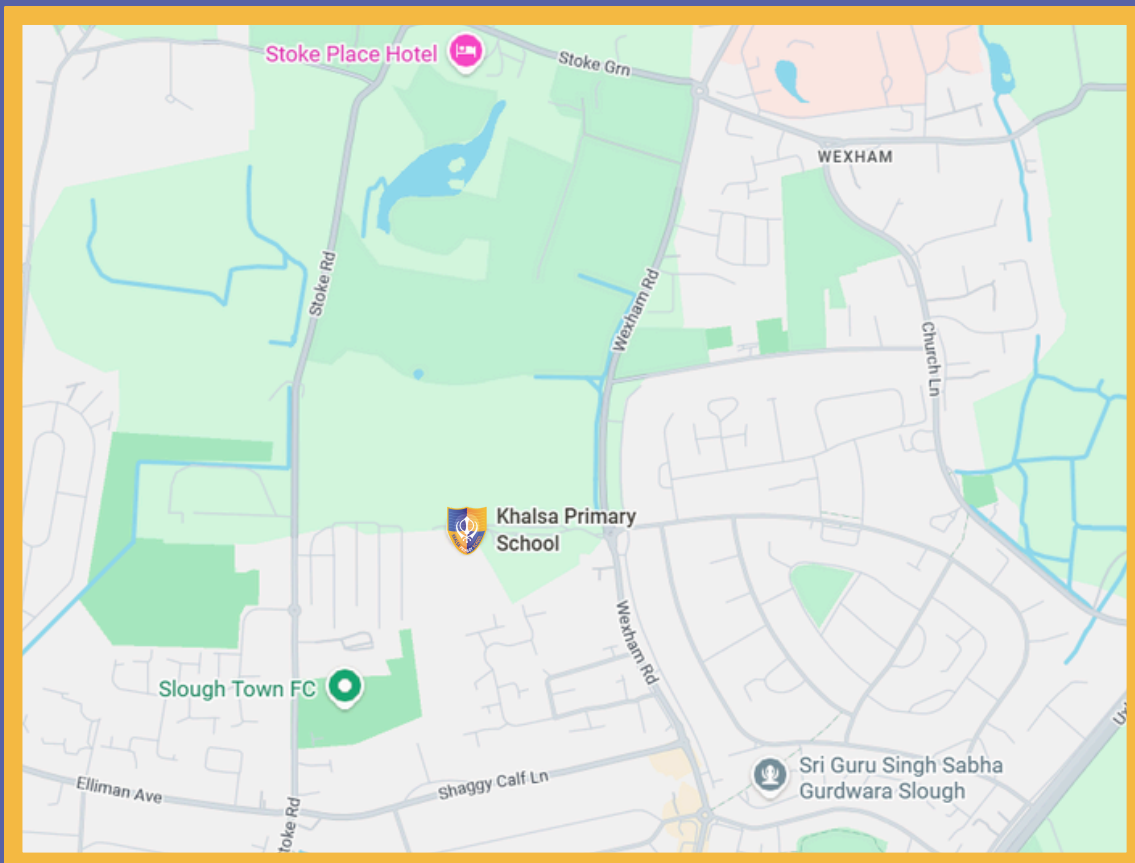 Stoke Place Hotel
Stoke Grn
WEXHAM
Stoke Rd
Wexham Rd
Church Ln
Khalsa Primary
School
Wexham Rd
Slough Town FC
Sri Guru Singh Sabha
Gurdwara Slough
Elliman Ave
Shaggy Calf Ln
toke Rd